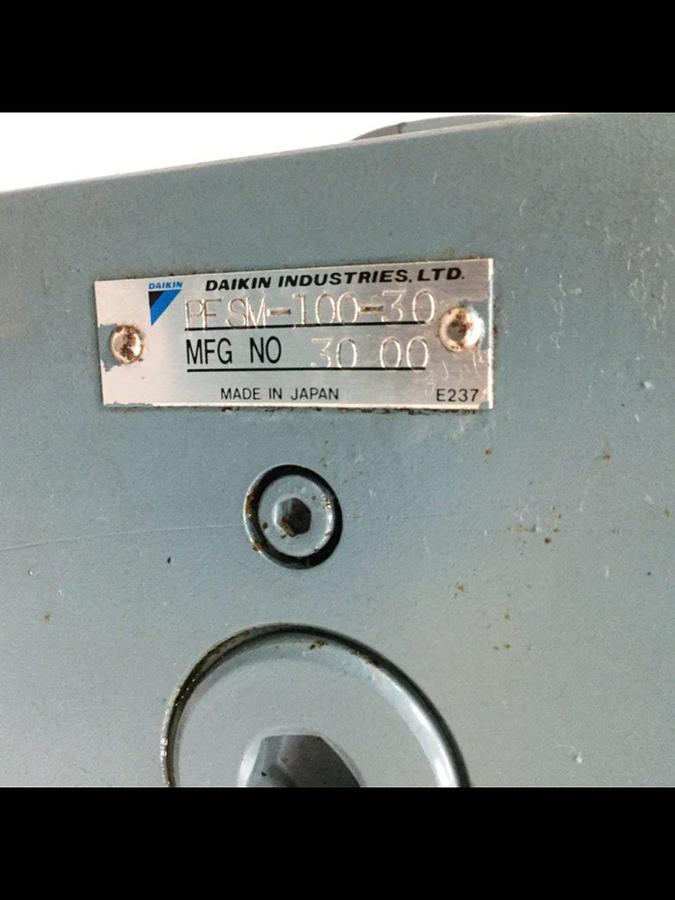 DAIKIN
DAIKIN INDUSTRIES, LTD.
PFSM-100-30
MFG NO 30 00
MADE IN JAPAN
E237